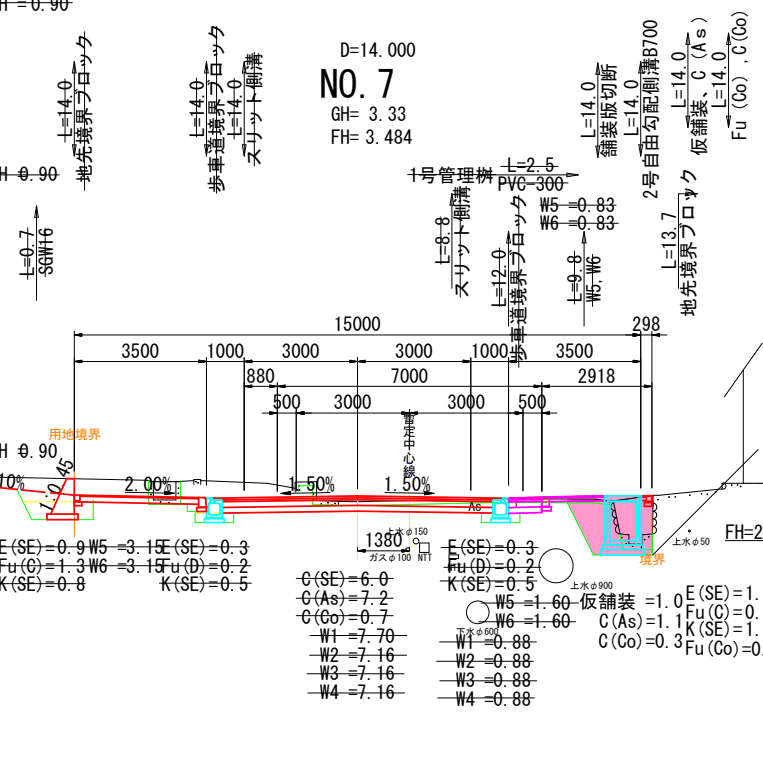 H =0.90
L=14.0
地先境界ブロック
L=14.0
歩車道境界ブロック
L=14.0
スリット側溝
D=14.000
NO.7
GH= 3.33
FH= 3.484
L=14.0
舗装版切断
L=14.0
2号自由勾配側溝B700
L=14.0
仮舗装、C(As)
L=14.0
Fu(Co),C(Co)
H 0.90
L=0.7
SGW16
1号管理桝
L=2.5
PVC-300
W5 =0.83
W6 =0.83
L=8.8
スリット側溝
L=12.0
歩車道境界ブロック
L=9.8
W5,W6
L=13.7
地先境界ブロック
15000
298
3500
1000
3000
3000
1000
3500
880
7000
2918
500
3000
3000
500
用地境界
暫定中心線
H 0.90
10%
1:0.45
2.00%
1.50%
1.50%
As
上水φ150
1380
ガスφ100
NTT
上水φ50
境界
FH=2
E(SE)=0.9
Fu(C)=1.3
K(SE)=0.8
W5 =3.15
W6 =3.15
E(SE)=0.3
Fu(D)=0.2
K(SE)=0.5
C(SE)=6.0
C(As)=7.2
C(Co)=0.7
W1 =7.70
W2 =7.16
W3 =7.16
W4 =7.16
E(SE)=0.3
Fu(D)=0.2
K(SE)=0.5
上水φ900
W5 =1.60
W6 =1.60
下水φ600
W1 =0.88
W2 =0.88
W3 =0.88
W4 =0.88
仮舗装 =1.0
C(As)=1.1
C(Co)=0.3
E(SE)=1.
Fu(C)=0.
K(SE)=1.
Fu(Co)=0.